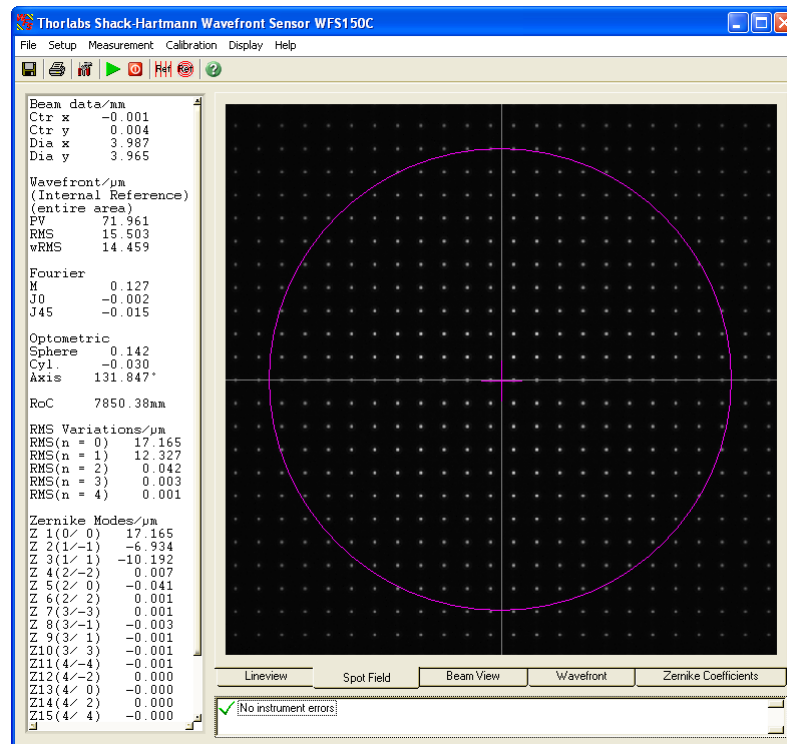 Thorlabs Shack-Hartmann Wavefront Sensor WFS150C
File Setup Measurement Calibration Display Help
Ref Ref
Beam data/mm
Ctr x -0.001
Ctr y 0.004
Dia x 3.987
Dia y 3.965
Wavefront/µm
(Internal Reference)
(entire area)
PV 71.961
RMS 15.503
wRMS 14.459
Fourier
M 0.127
J0 -0.002
J45 -0.015
Optometric
Sphere 0.142
Cyl. -0.030
Axis 131.847°
RoC 7850.38mm
RMS Variations/µm
RMS(n = 0) 17.165
RMS(n = 1) 12.327
RMS(n = 2) 0.042
RMS(n = 3) 0.003
RMS(n = 4) 0.001
Zernike Modes/µm
Z 1(0/ 0) 17.165
Z 2(1/-1) -6.934
Z 3(1/ 1) -10.192
Z 4(2/-2) 0.007
Z 5(2/ 0) -0.041
Z 6(2/ 2) 0.001
Z 7(3/-3) 0.001
Z 8(3/-1) -0.003
Z 9(3/ 1) -0.001
Z10(3/ 3) -0.001
Z11(4/-4) -0.001
Z12(4/-2) 0.000
Z13(4/ 0) -0.000
Z14(4/ 2) 0.000
Z15(4/ 4) -0.000
Lineview Spot Field Beam View Wavefront Zernike Coefficients
No instrument errors